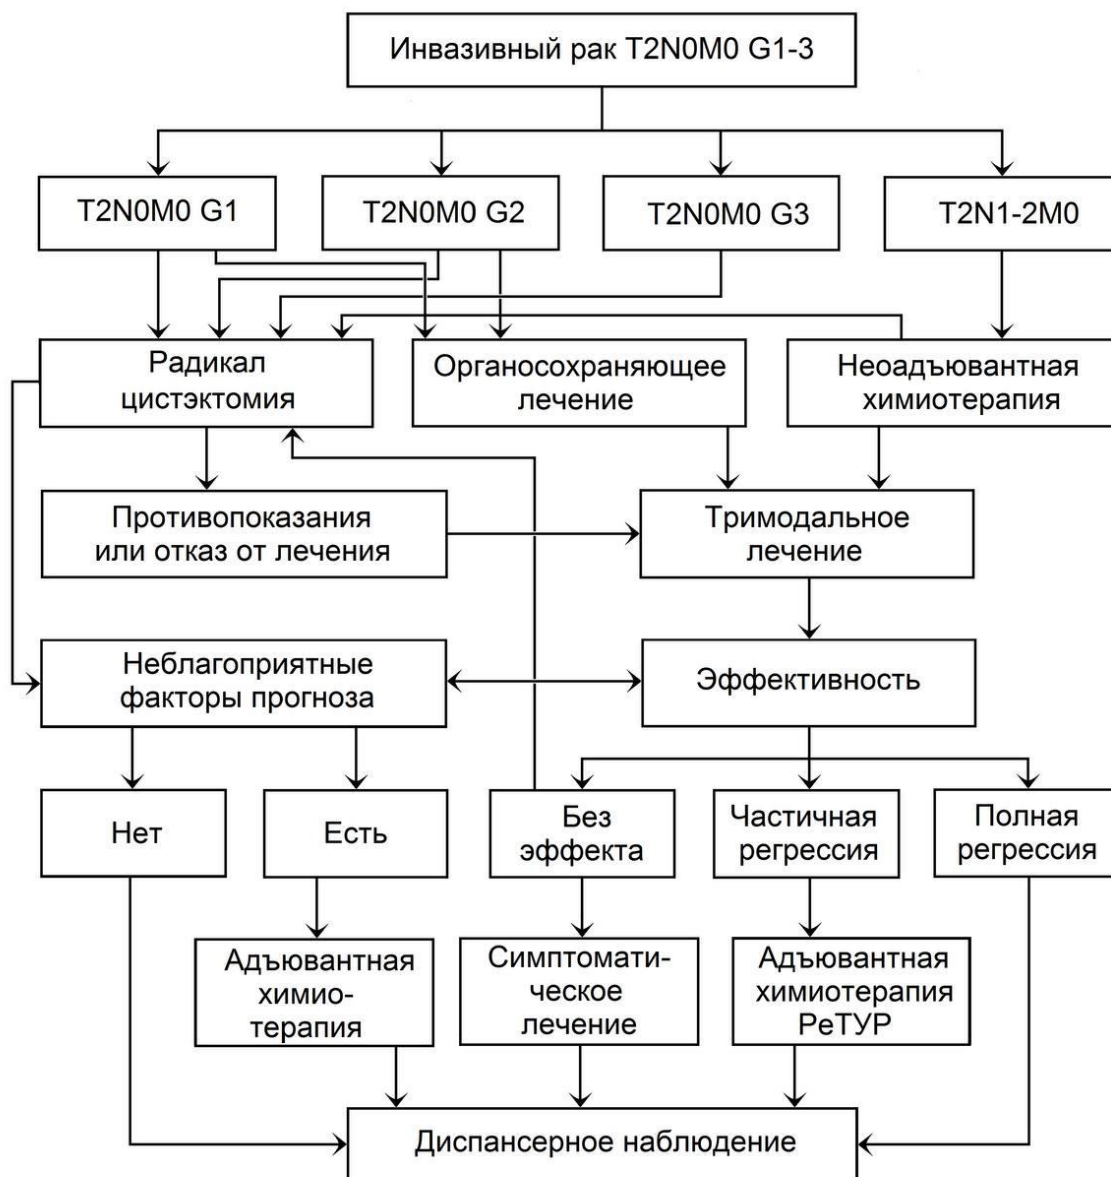 Инвазивный рак T2N0M0 G1-3
T2N0M0 G1
T2N0M0 G2
T2N0M0 G3
T2N1-2M0
Радикал
цистэктомия
Органосохраняющее
лечение
Неоадъювантная
химиотерапия
Противопоказания
или отказ от лечения
Тримодальное
лечение
Неблагоприятные
факторы прогноза
Эффективность
Нет
Есть
Без
эффекта
Частичная
регрессия
Полная
регрессия
Адъювантная
химио-
терапия
Симптомати-
ческое
лечение
Адъювантная
химиотерапия
РеТУР
Диспансерное наблюдение